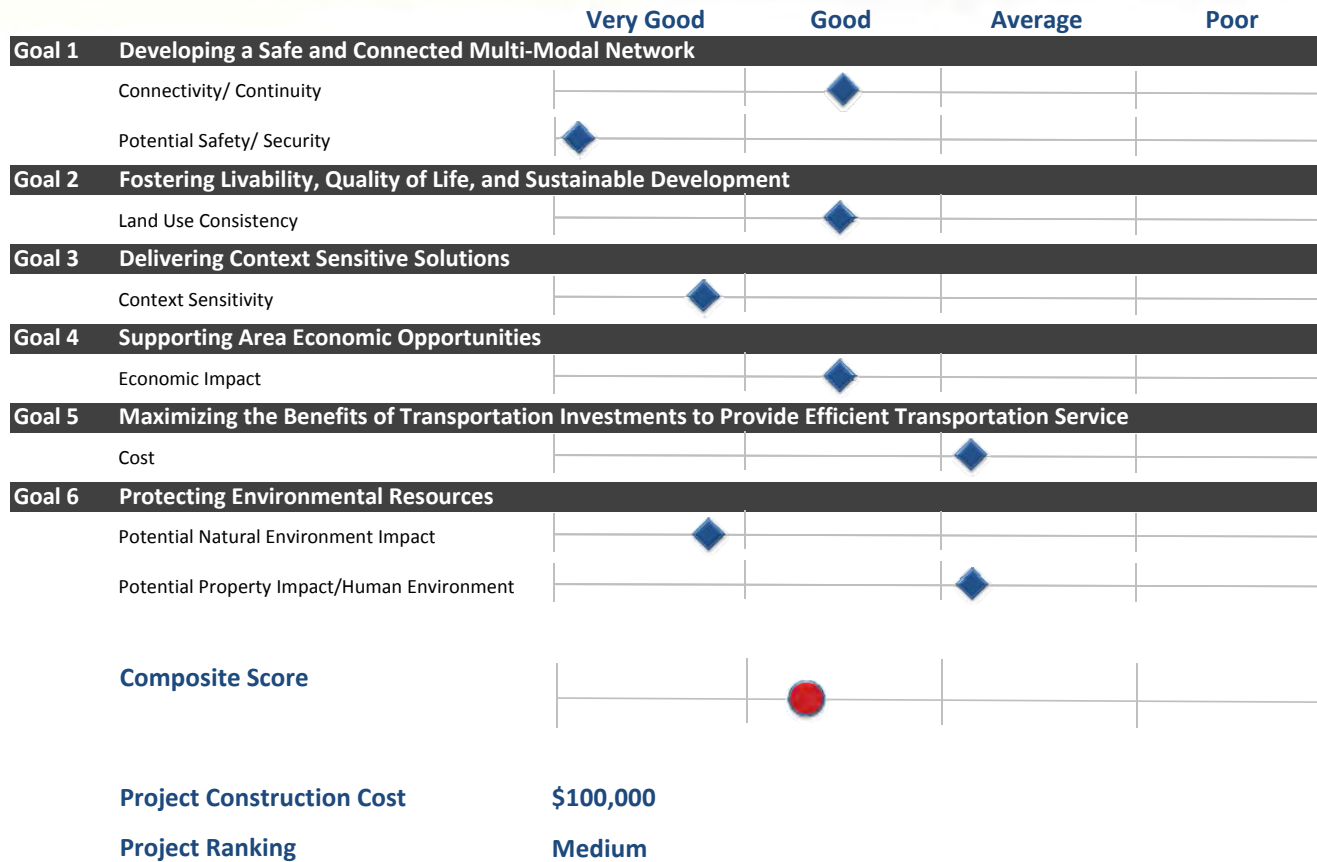 Very Good Good Average Poor
Goal 1 Developing a Safe and Connected Multi-Modal Network
Connectivity/ Continuity
Potential Safety/ Security
Goal 2 Fostering Livability, Quality of Life, and Sustainable Development
Land Use Consistency
Goal 3 Delivering Context Sensitive Solutions
Context Sensitivity
Goal 4 Supporting Area Economic Opportunities
Economic Impact
Goal 5 Maximizing the Benefits of Transportation Investments to Provide Efficient Transportation Service
Cost
Goal 6 Protecting Environmental Resources
Potential Natural Environment Impact
Potential Property Impact/Human Environment
Composite Score
Project Construction Cost $100,000
Project Ranking Medium